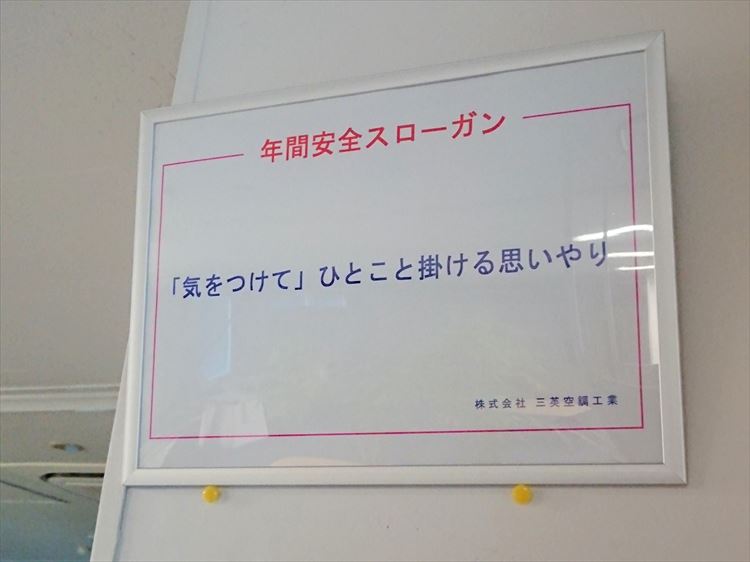 年間安全スローガン
「気をつけて」ひとこと掛ける思いやり
株式会社 三英空調工業